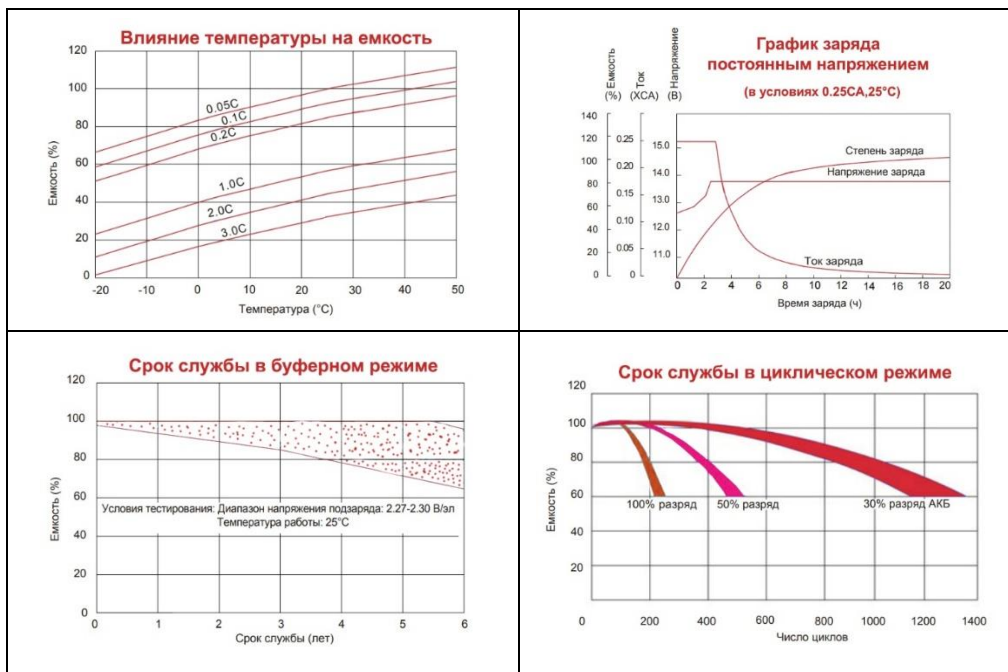 Влияние температуры на емкость
120
100
80
60
40
20
0
Емкость (%)
0.05C
0.1C
0.2C
1.0C
2.0C
3.0C
-20 -10 0 10 20 30 40 50
Температура (°C)
График заряда
постоянным напряжением
(в условиях 0.25CA,25°C)
Емкость (%)
Ток (XCA)
Напряжение (В)
140
120
100
80
60
40
20
0
0.25
0.20
0.15
0.10
0.05
0
15.0
14.0
13.0
12.0
11.0
Степень заряда
Напряжение заряда
Ток заряда
0 2 4 6 8 10 12 14 16 18 20
Время заряда (ч)
Срок службы в буферном режиме
120
100
80
60
40
20
0
Емкость (%)
Условия тестирования: Диапазон напряжения подзаряда: 2.27-2.30 В/эл
Температура работы: 25°C
0 1 2 3 4 5 6
Срок службы (лет)
Срок службы в циклическом режиме
120
100
80
60
40
20
0
Емкость (%)
100% разряд
50% разряд
30% разряд АКБ
200 400 600 800 1000 1200 1400
Число циклов